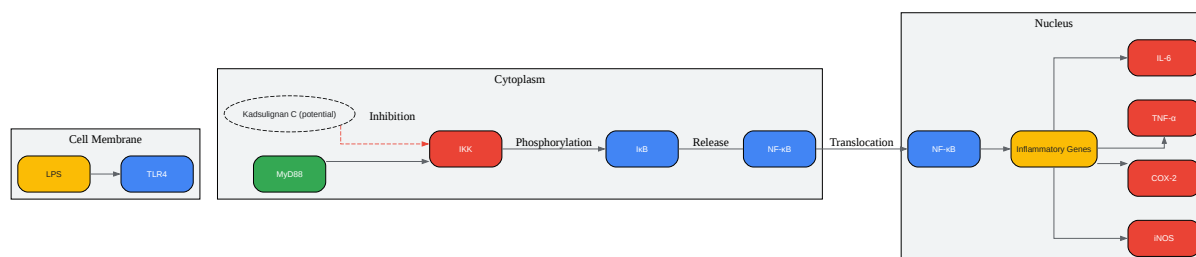 Cell Membrane
LPS
TLR4
Cytoplasm
Kadsulignan C (potential)
Inhibition
MyD88
IKK
Phosphorylation
IκB
Release
NF-κB
Translocation
Nucleus
NF-κB
Inflammatory Genes
IL-6
TNF-α
COX-2
iNOS